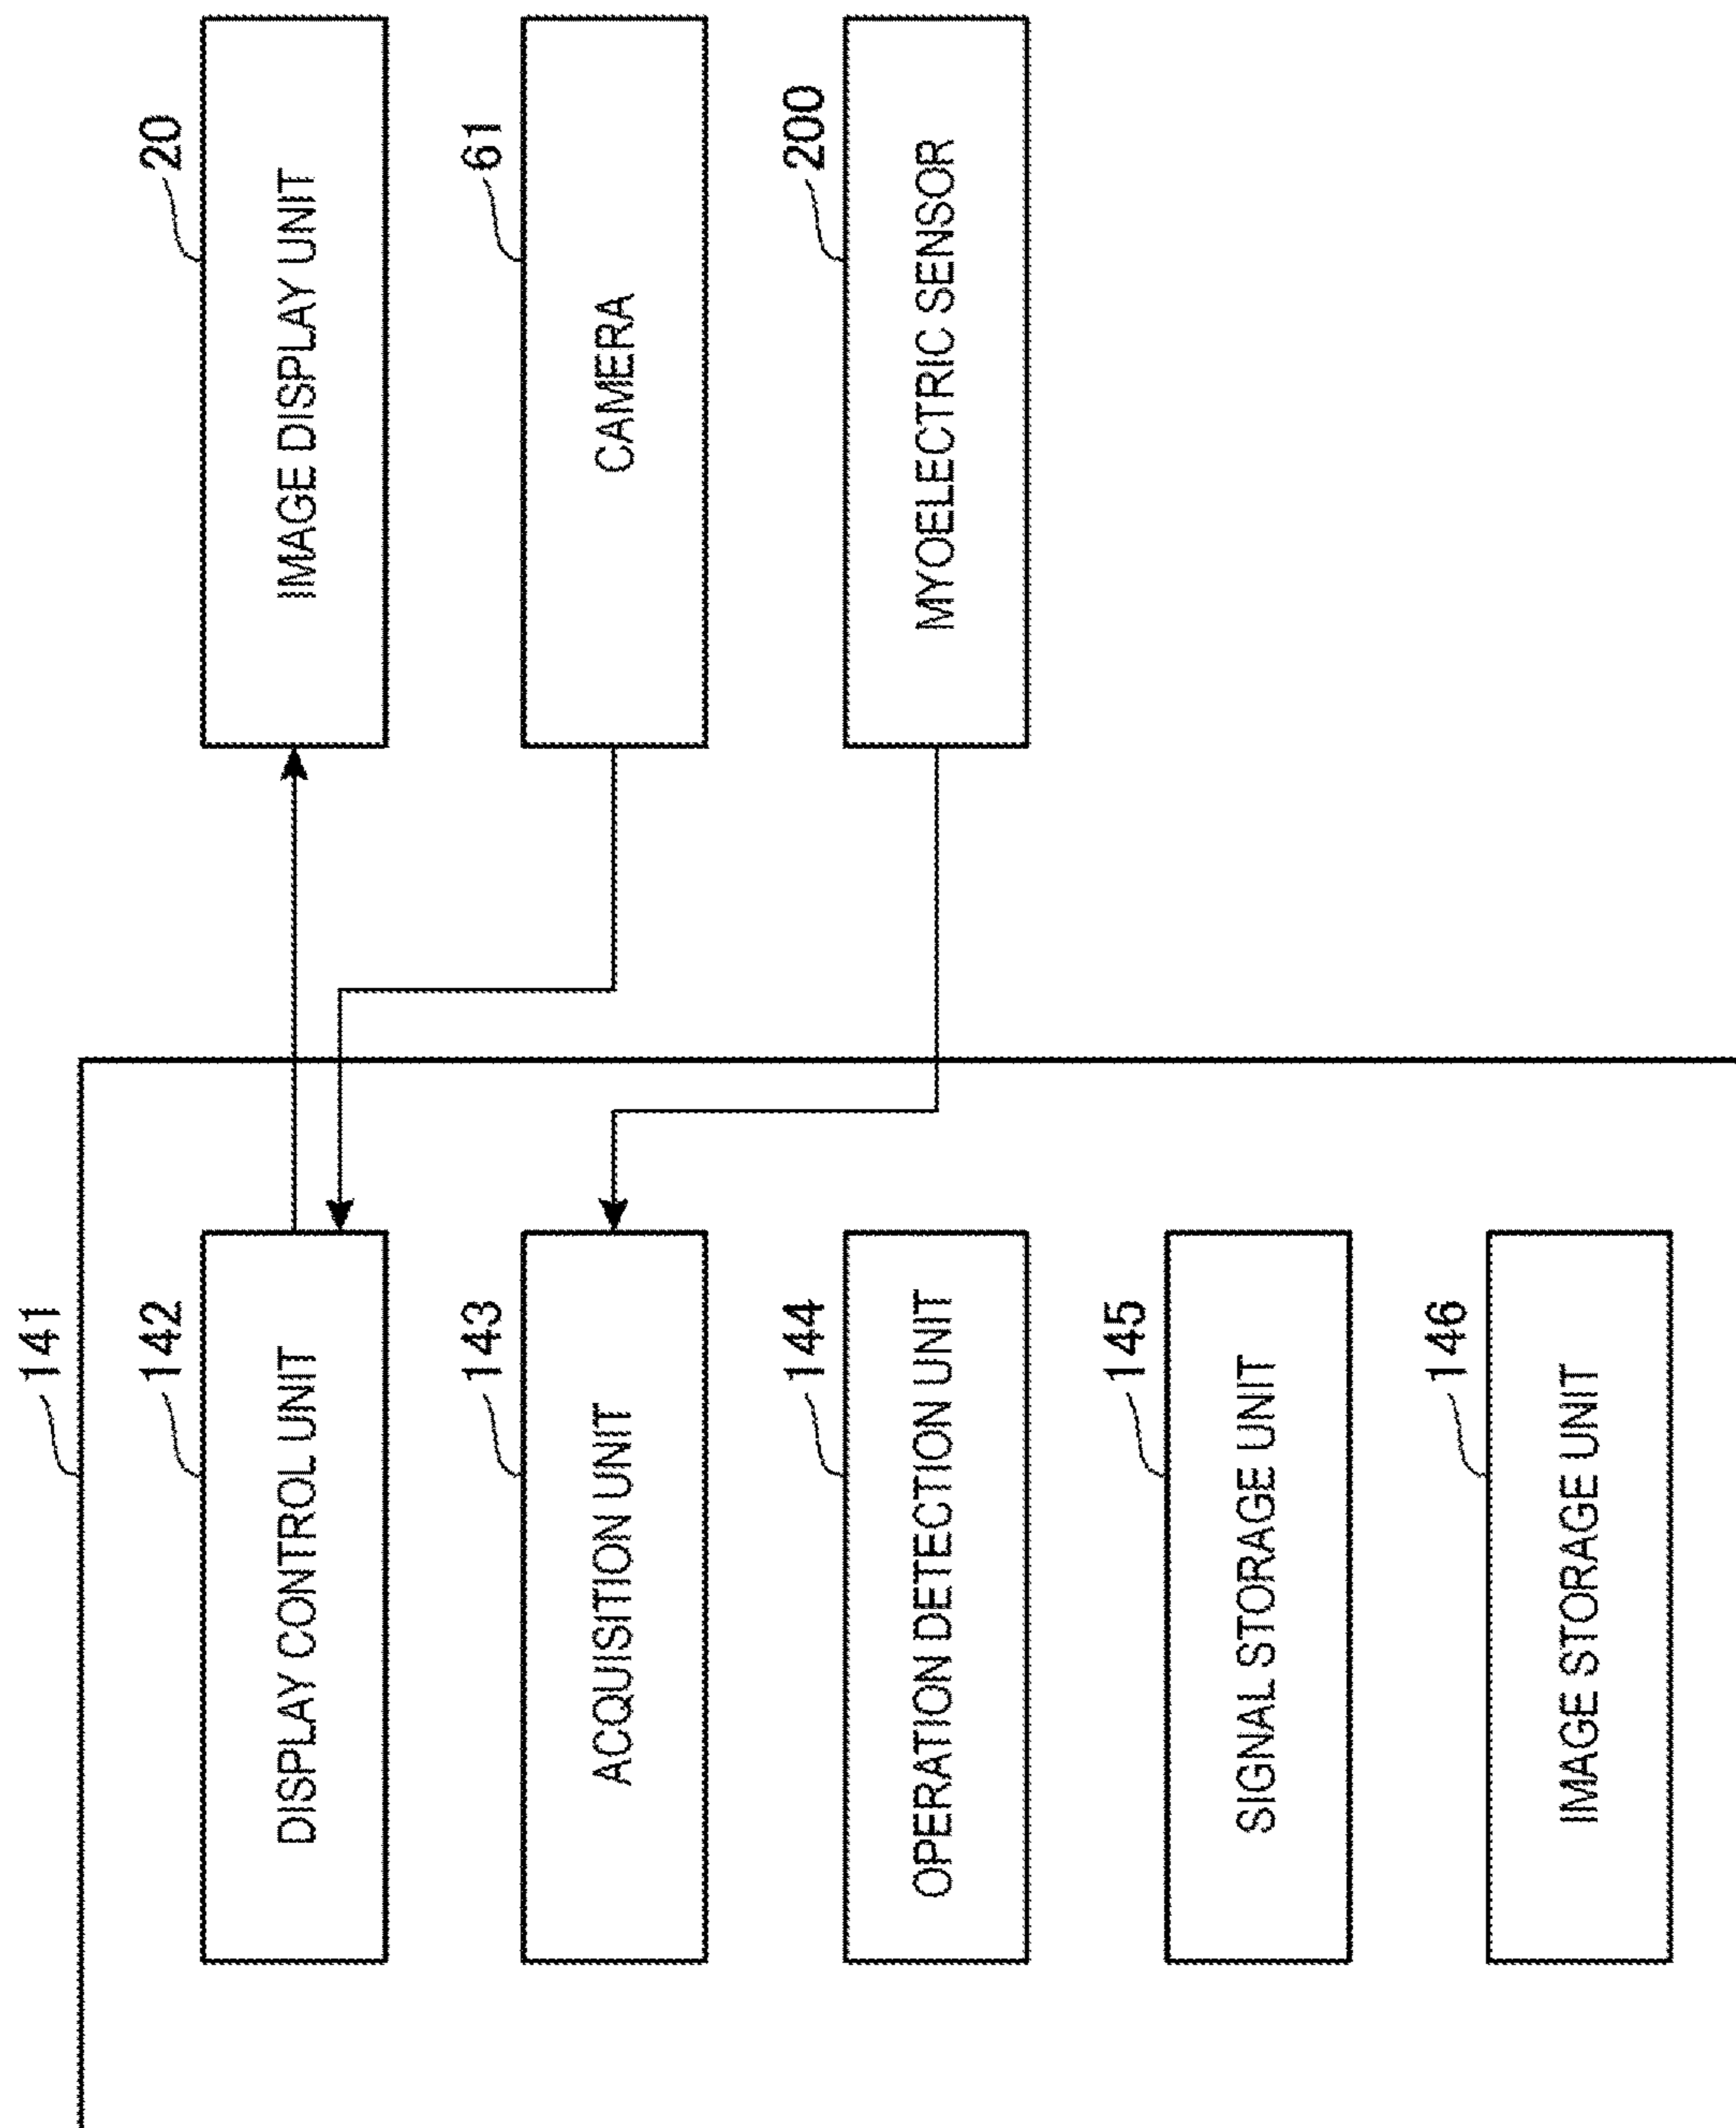 141
142
DISPLAY CONTROL UNIT
143
ACQUISITION UNIT
144
OPERATION DETECTION UNIT
145
SIGNAL STORAGE UNIT
146
IMAGE STORAGE UNIT
20
IMAGE DISPLAY UNIT
61
CAMERA
200
MYOELECTRIC SENSOR